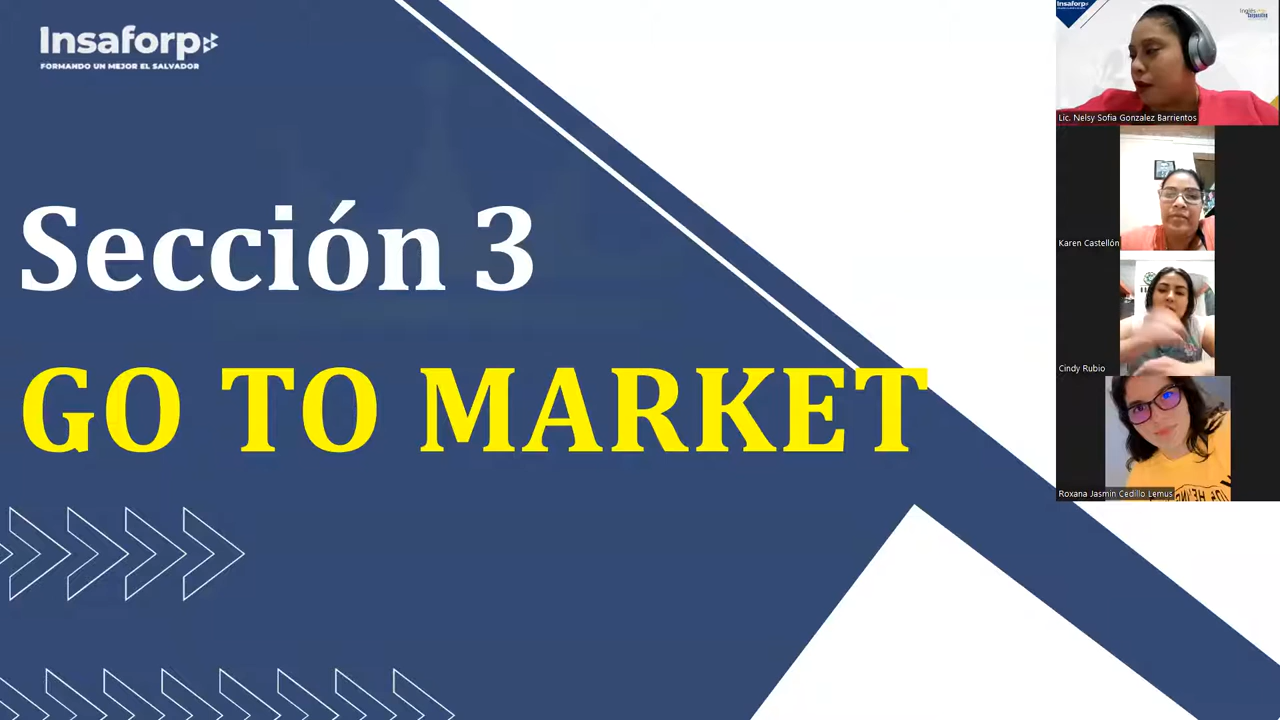 Insaforp
FORMANDO UN MEJOR EL SALVADOR
Sección 3
GO TO MARKET
Insaforp
Lic. Nelsy Sofia Gonzalez Barrientos
Karen Castellón
Cindy Rubio
Roxana Jasmin Cedillo Lemus